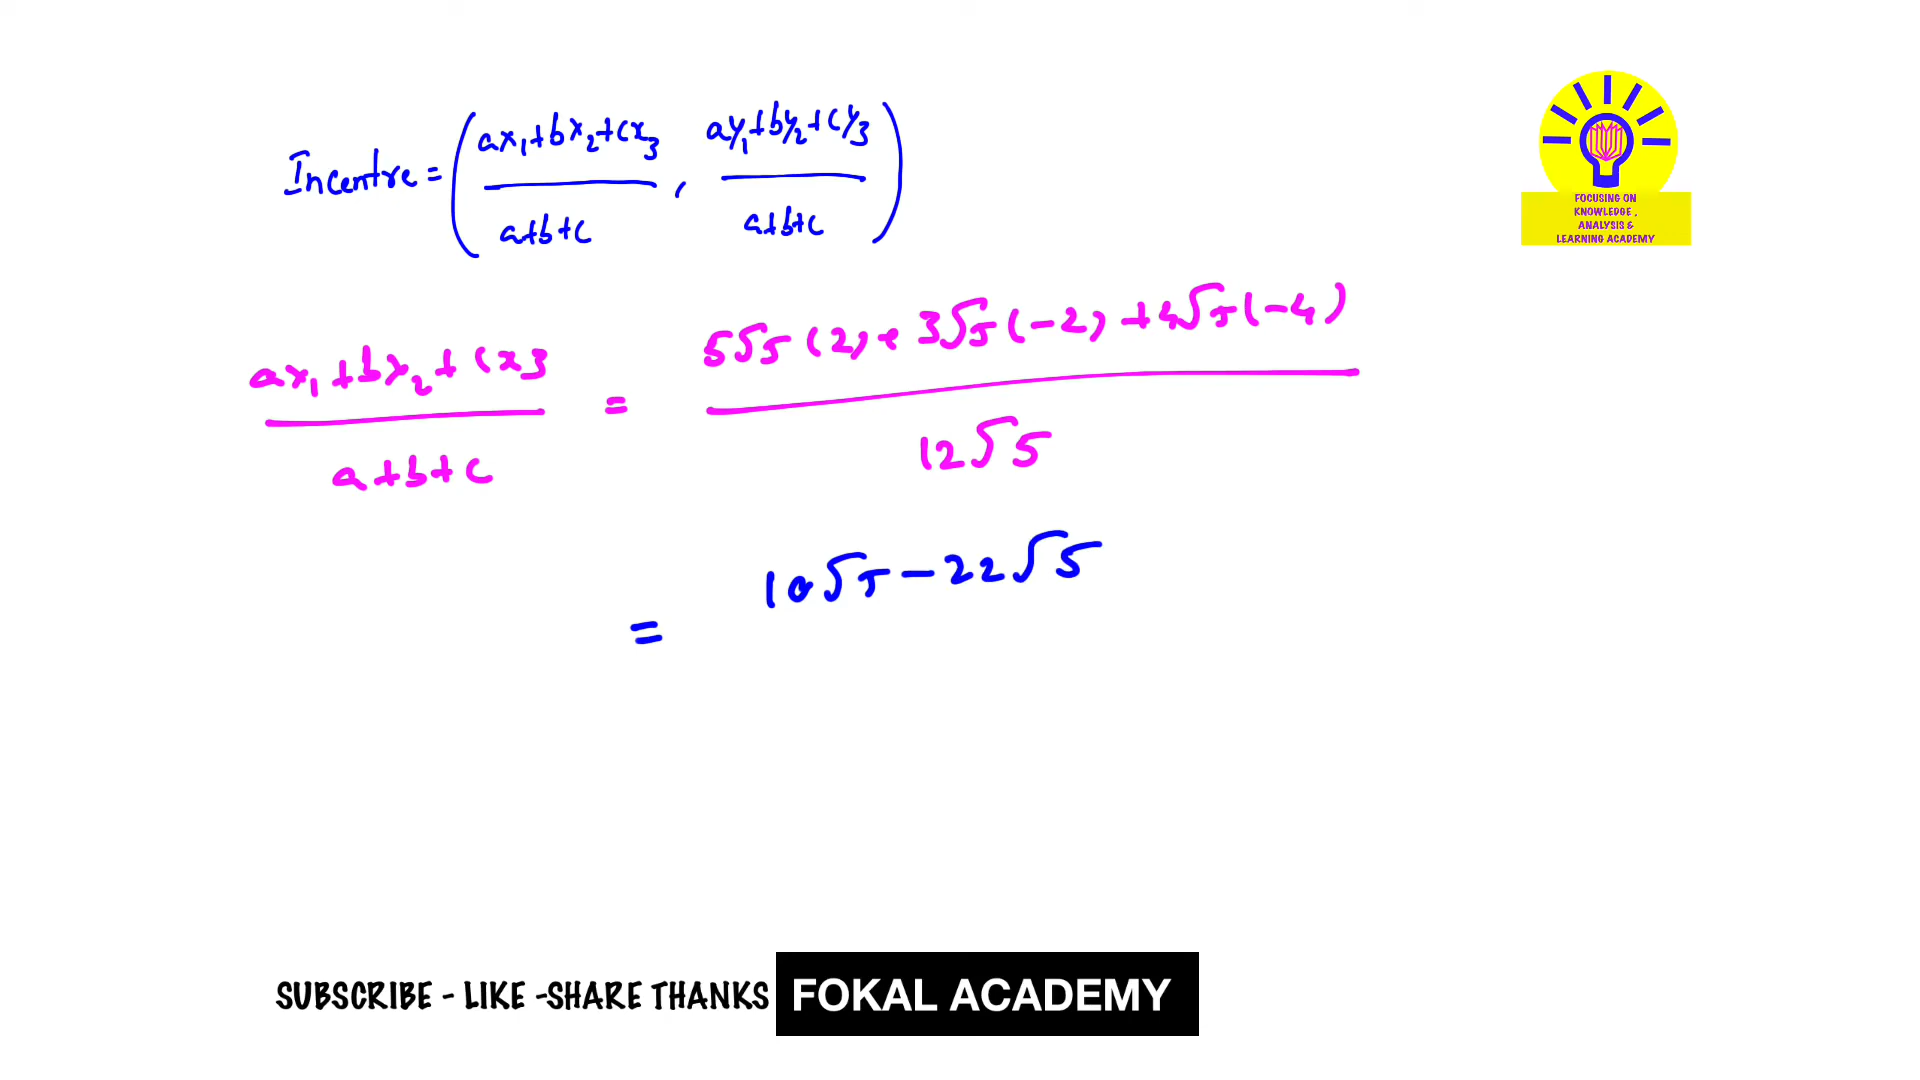 Incentre = ( ax₁+bx₂+cx₃ / a+b+c , ay₁+by₂+cy₃ / a+b+c )
FOCUSING ON
KNOWLEDGE ,
ANALYSIS &
LEARNING ACADEMY
ax₁+bx₂+cx₃ / a+b+c = 5√5(2)+3√5(-2)+4√5(-4) / 12√5
= 10√5-22√5
SUBSCRIBE - LIKE -SHARE THANKS FOKAL ACADEMY